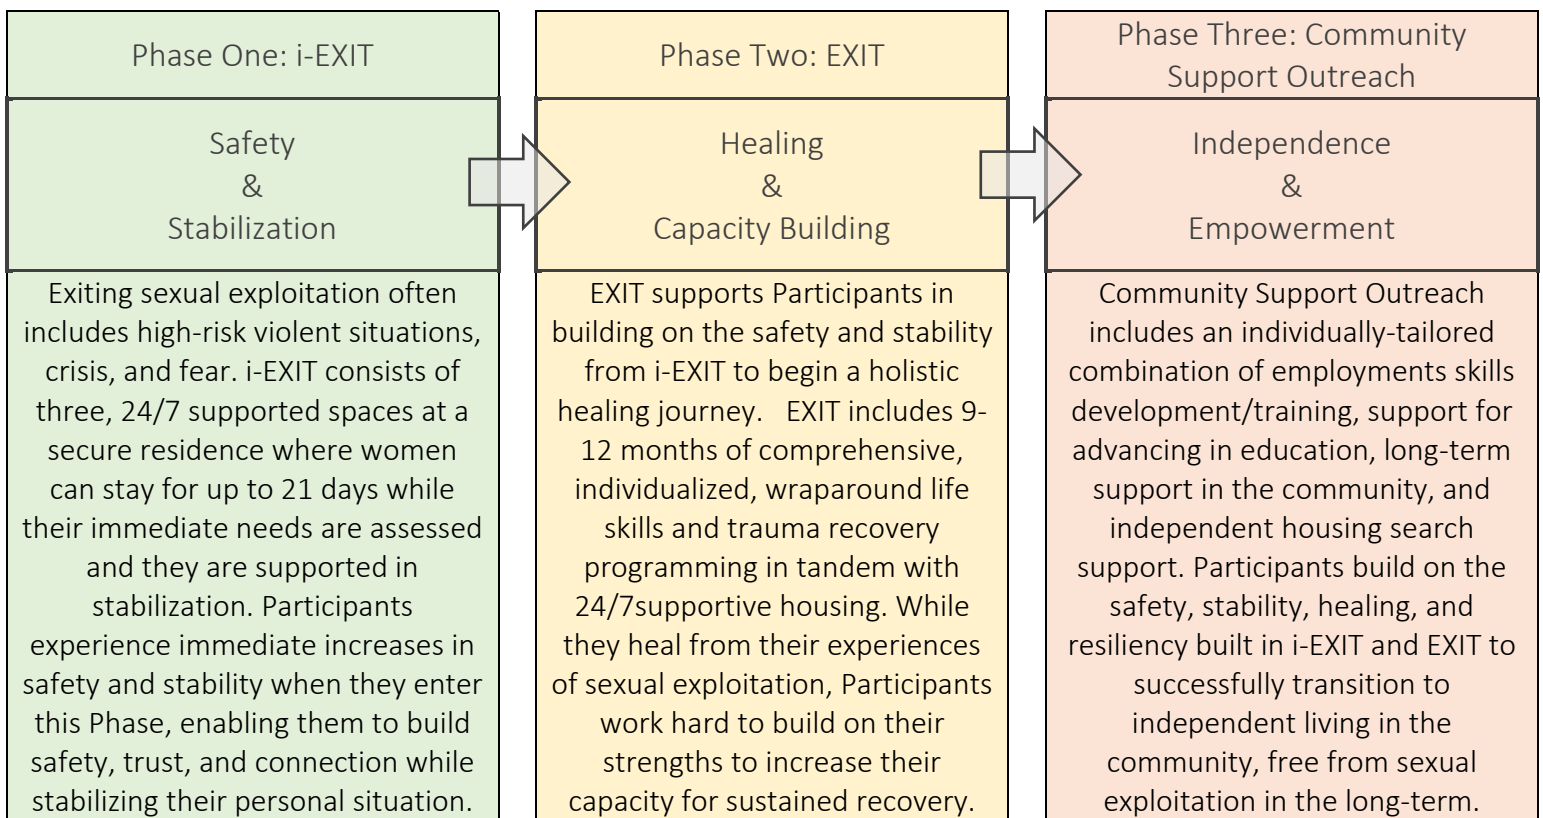 Phase One: i-EXIT
Safety
&
Stabilization
Exiting sexual exploitation often
includes high-risk violent situations,
crisis, and fear. i-EXIT consists of
three, 24/7 supported spaces at a
secure residence where women
can stay for up to 21 days while
their immediate needs are assessed
and they are supported in
stabilization. Participants
experience immediate increases in
safety and stability when they enter
this Phase, enabling them to build
safety, trust, and connection while
stabilizing their personal situation.
Phase Two: EXIT
Healing
&
Capacity Building
EXIT supports Participants in
building on the safety and stability
from i-EXIT to begin a holistic
healing journey.   EXIT includes 9-
12 months of comprehensive,
individualized, wraparound life
skills and trauma recovery
programming in tandem with
24/7supportive housing. While
they heal from their experiences
of sexual exploitation, Participants
work hard to build on their
strengths to increase their
capacity for sustained recovery.
Phase Three: Community
Support Outreach
Independence
&
Empowerment
Community Support Outreach
includes an individually-tailored
combination of employments skills
development/training, support for
advancing in education, long-term
support in the community, and
independent housing search
support. Participants build on the
safety, stability, healing, and
resiliency built in i-EXIT and EXIT to
successfully transition to
independent living in the
community, free from sexual
exploitation in the long-term.